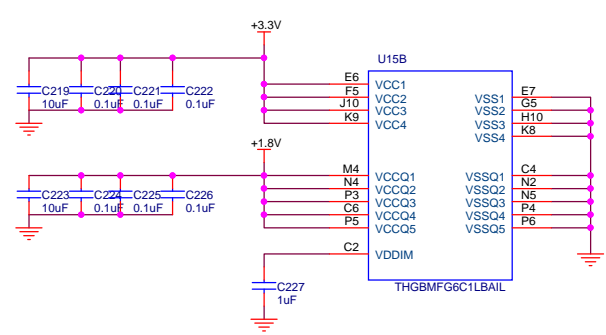 +3.3V
U15B
C219
10uF
C220
0.1uF
C221
0.1uF
C222
0.1uF
E6
F5
J10
K9
VCC1
VCC2
VCC3
VCC4
VSS1
VSS2
VSS3
VSS4
E7
G5
H10
K8
+1.8V
C223
10uF
C224
0.1uF
C225
0.1uF
C226
0.1uF
M4
N4
P3
C6
P5
VCCQ1
VCCQ2
VCCQ3
VCCQ4
VCCQ5
VSSQ1
VSSQ2
VSSQ3
VSSQ4
VSSQ5
C4
N2
N5
P4
P6
C2
VDDIM
C227
1uF
THGBMFG6C1LBAIL